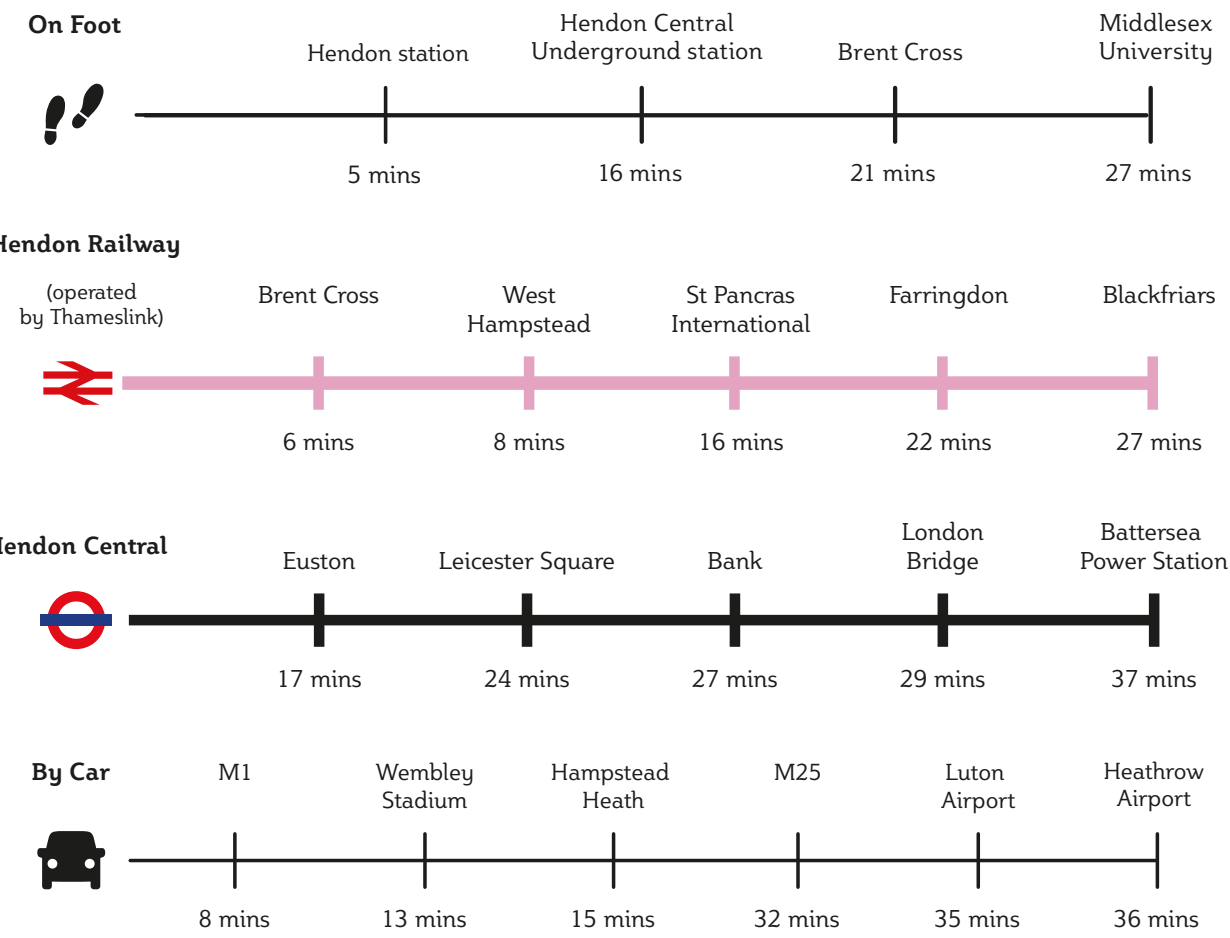 On Foot
Hendon station
Hendon Central
Underground station
Brent Cross
Middlesex
University
5 mins
16 mins
21 mins
27 mins
Hendon Railway
(operated
by Thameslink)
Brent Cross
West
Hampstead
St Pancras
International
Farringdon
Blackfriars
6 mins
8 mins
16 mins
22 mins
27 mins
Hendon Central
Euston
Leicester Square
Bank
London
Bridge
Battersea
Power Station
17 mins
24 mins
27 mins
29 mins
37 mins
By Car
M1
Wembley
Stadium
Hampstead
Heath
M25
Luton
Airport
Heathrow
Airport
8 mins
13 mins
15 mins
32 mins
35 mins
36 mins